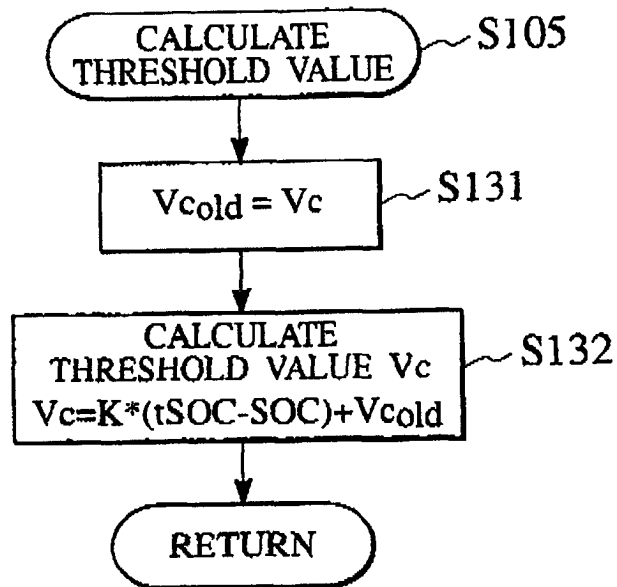 CALCULATE
THRESHOLD VALUE
S105
Vcold = Vc
S131
CALCULATE
THRESHOLD VALUE Vc
Vc=K*(tSOC-SOC)+Vcold
S132
RETURN